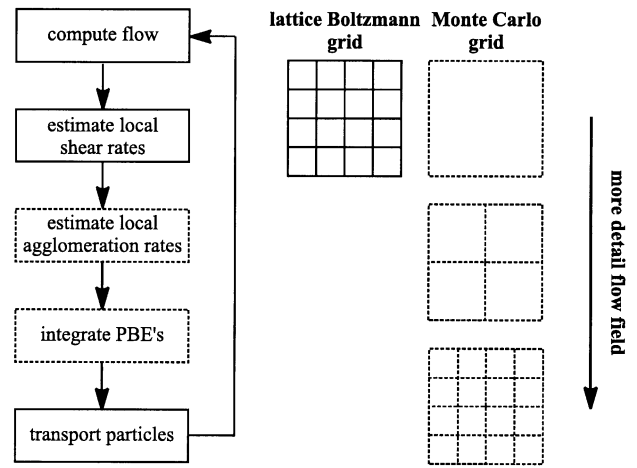 compute flow
estimate local
shear rates
estimate local
agglomeration rates
integrate PBE's
transport particles
lattice Boltzmann
grid
Monte Carlo
grid
more detail flow field